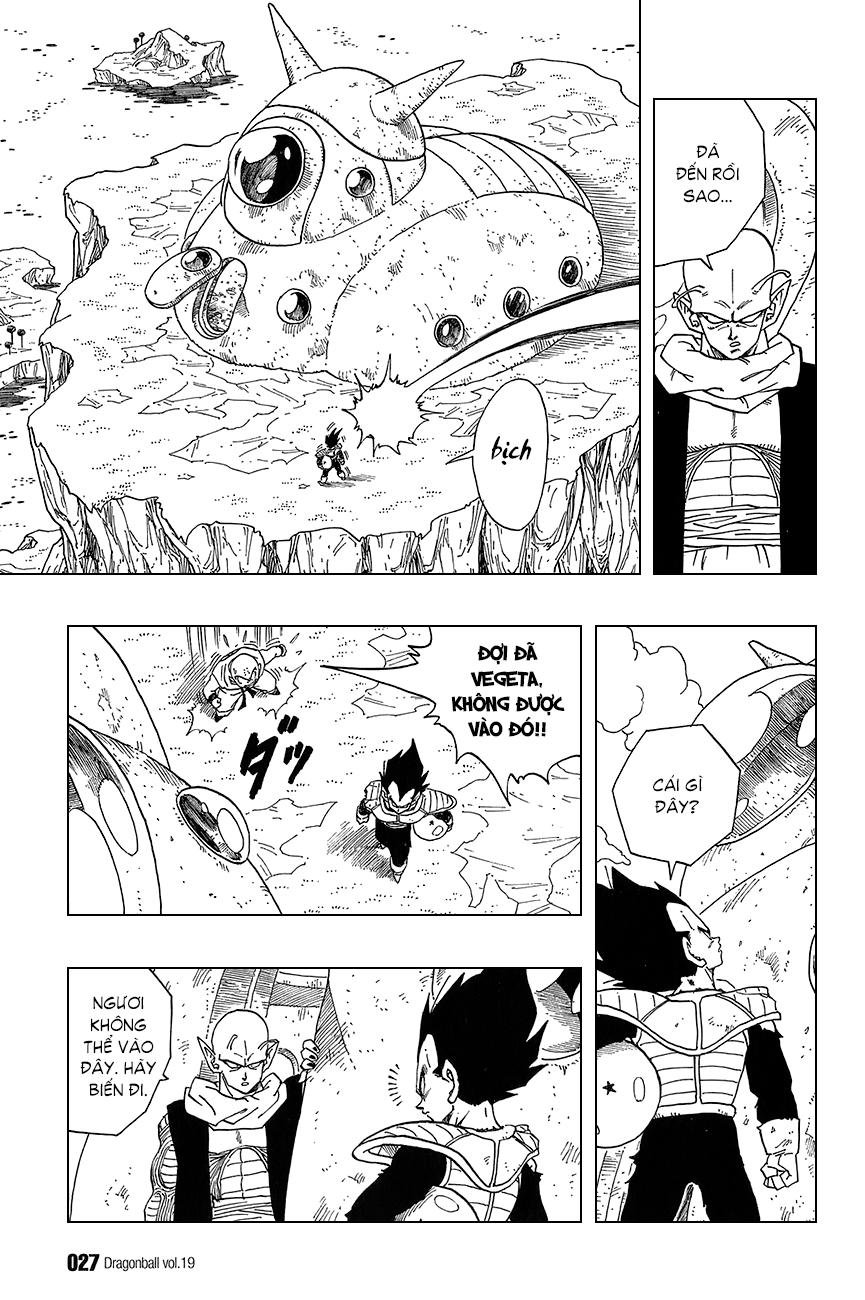 ĐÃ
ĐẾN RỒI
SAO...
bịch
CÁI GÌ
ĐÂY?
ĐỢI ĐÃ
VEGETA,
KHÔNG ĐƯỢC
VÀO ĐÓ!!
ダッ
NGƯƠI
KHÔNG
THỂ VÀO
ĐÂY. HÃY
BIẾN ĐI.
027 Dragonball vol.19